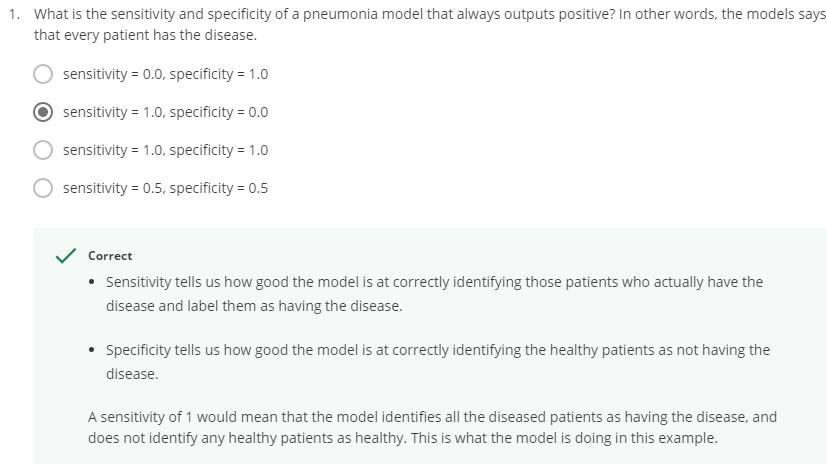 1. What is the sensitivity and specificity of a pneumonia model that always outputs positive? In other words, the models says
that every patient has the disease.
sensitivity = 0.0, specificity = 1.0
sensitivity = 1.0, specificity = 0.0
sensitivity = 1.0, specificity = 1.0
sensitivity = 0.5, specificity = 0.5
Correct
• Sensitivity tells us how good the model is at correctly identifying those patients who actually have the
disease and label them as having the disease.
• Specificity tells us how good the model is at correctly identifying the healthy patients as not having the
disease.
A sensitivity of 1 would mean that the model identifies all the diseased patients as having the disease, and
does not identify any healthy patients as healthy. This is what the model is doing in this example.